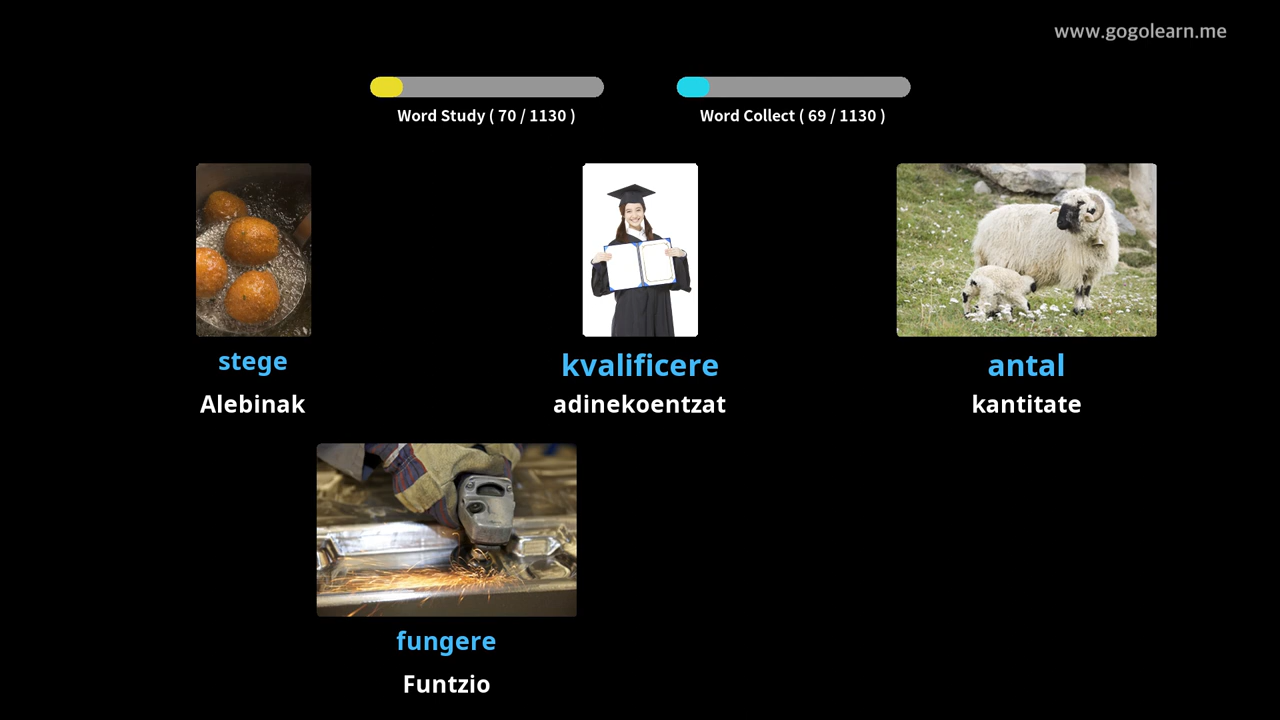 www.gogolearn.me
Word Study ( 70 / 1130 )
Word Collect ( 69 / 1130 )
stege
Alebinak
kvalificere
adinekoentzat
antal
kantitate
fungere
Funtzio